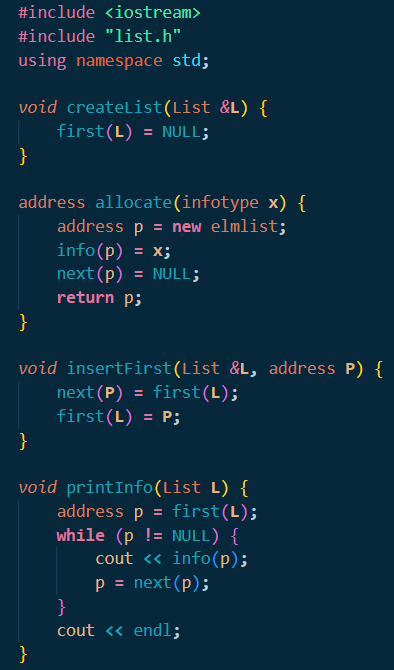 #include <iostream>
#include "list.h"
using namespace std;

void createList(List &L) {
    first(L) = NULL;
}

address allocate(infotype x) {
    address p = new elmlist;
    info(p) = x;
    next(p) = NULL;
    return p;
}

void insertFirst(List &L, address P) {
    next(P) = first(L);
    first(L) = P;
}

void printInfo(List L) {
    address p = first(L);
    while (p != NULL) {
        cout << info(p);
        p = next(p);
    }
    cout << endl;
}